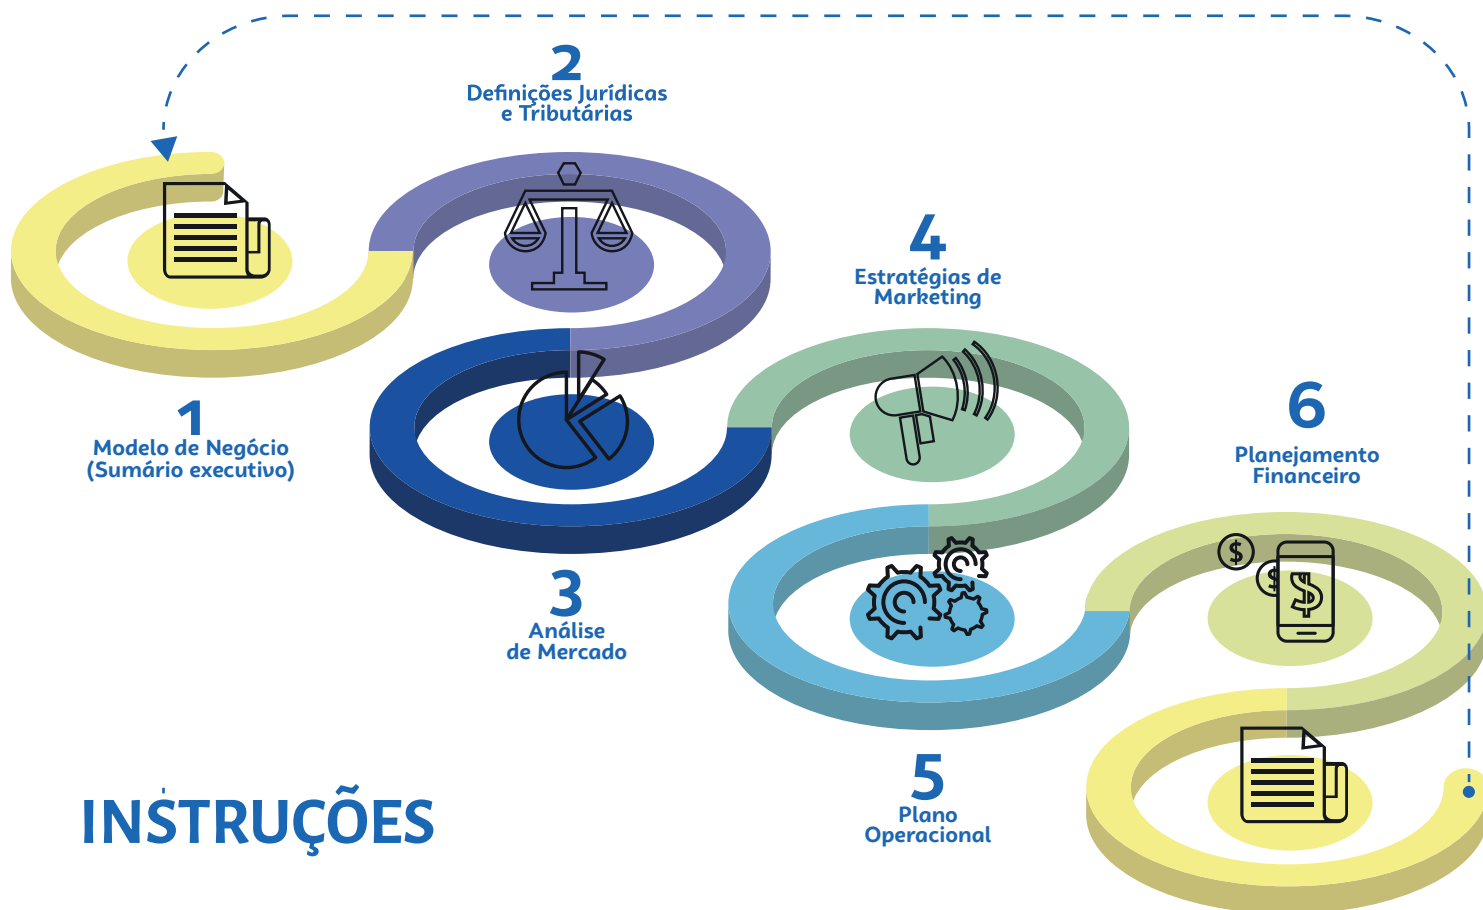 1
Modelo de Negócio
(Sumário executivo)
2
Definições Jurídicas
e Tributárias
3
Análise
de Mercado
4
Estratégias de
Marketing
5
Plano
Operacional
6
Planejamento
Financeiro
$
$
$
INSTRUÇÕES